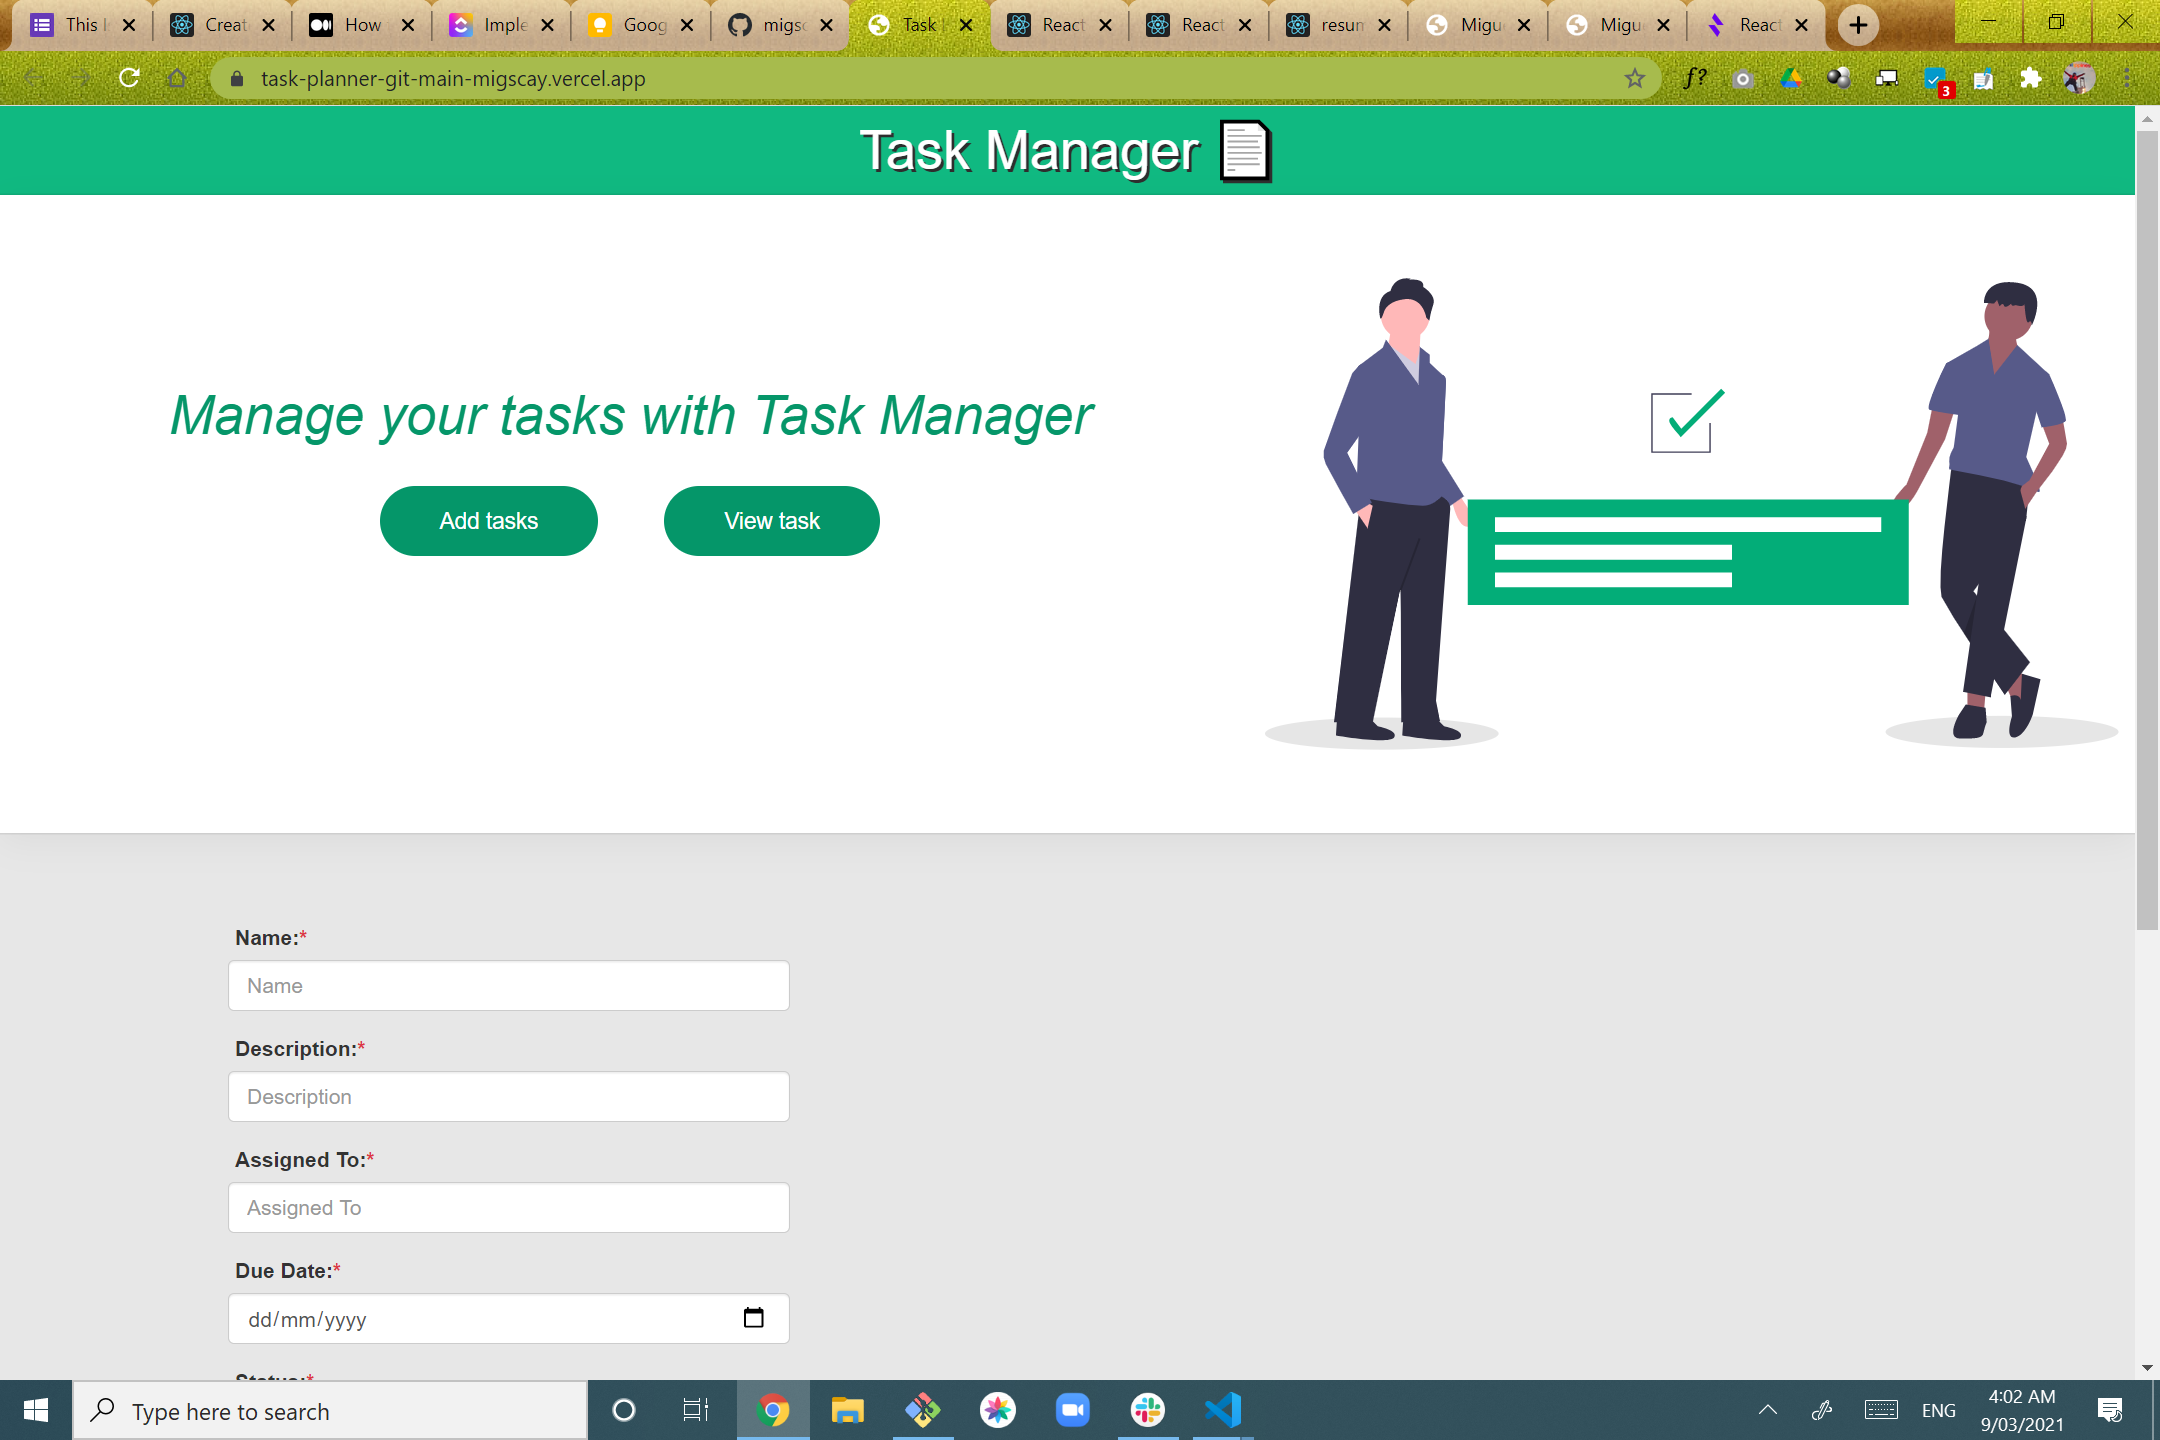 This I
Creat
How
Imple
Goog
migsc
Task
React
React
resum
Migu
Migu
React
task-planner-git-main-migscay.vercel.app
f?
3
Task Manager
Manage your tasks with Task Manager
Add tasks
View task
Name:*
Name
Description:*
Description
Assigned To:*
Assigned To
Due Date:*
dd/mm/yyyy
Status:*
Type here to search
ENG
4:02 AM
9/03/2021